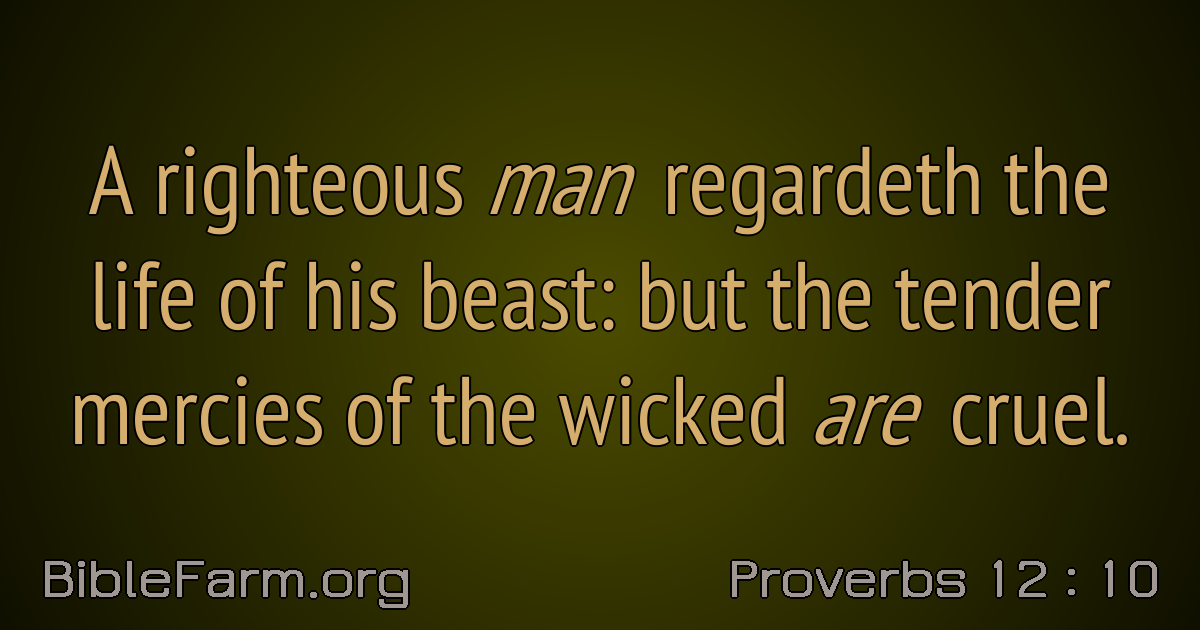 A righteous man regardeth the
life of his beast: but the tender
mercies of the wicked are cruel.
BibleFarm.org
Proverbs 12 : 10